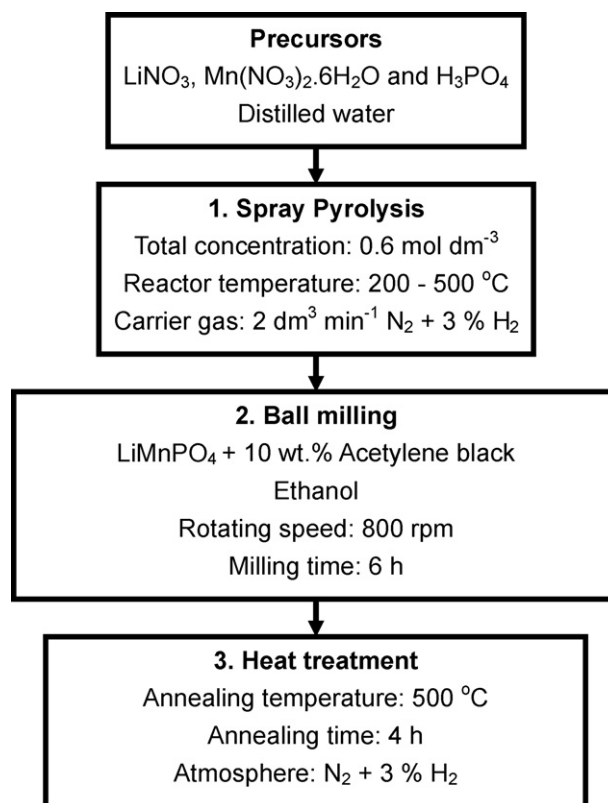 Precursors
LiNO₃, Mn(NO₃)₂.6H₂O and H₃PO₄
Distilled water
1. Spray Pyrolysis
Total concentration: 0.6 mol dm⁻³
Reactor temperature: 200 - 500 °C
Carrier gas: 2 dm³ min⁻¹ N₂ + 3 % H₂
2. Ball milling
LiMnPO₄ + 10 wt.% Acetylene black
Ethanol
Rotating speed: 800 rpm
Milling time: 6 h
3. Heat treatment
Annealing temperature: 500 °C
Annealing time: 4 h
Atmosphere: N₂ + 3 % H₂